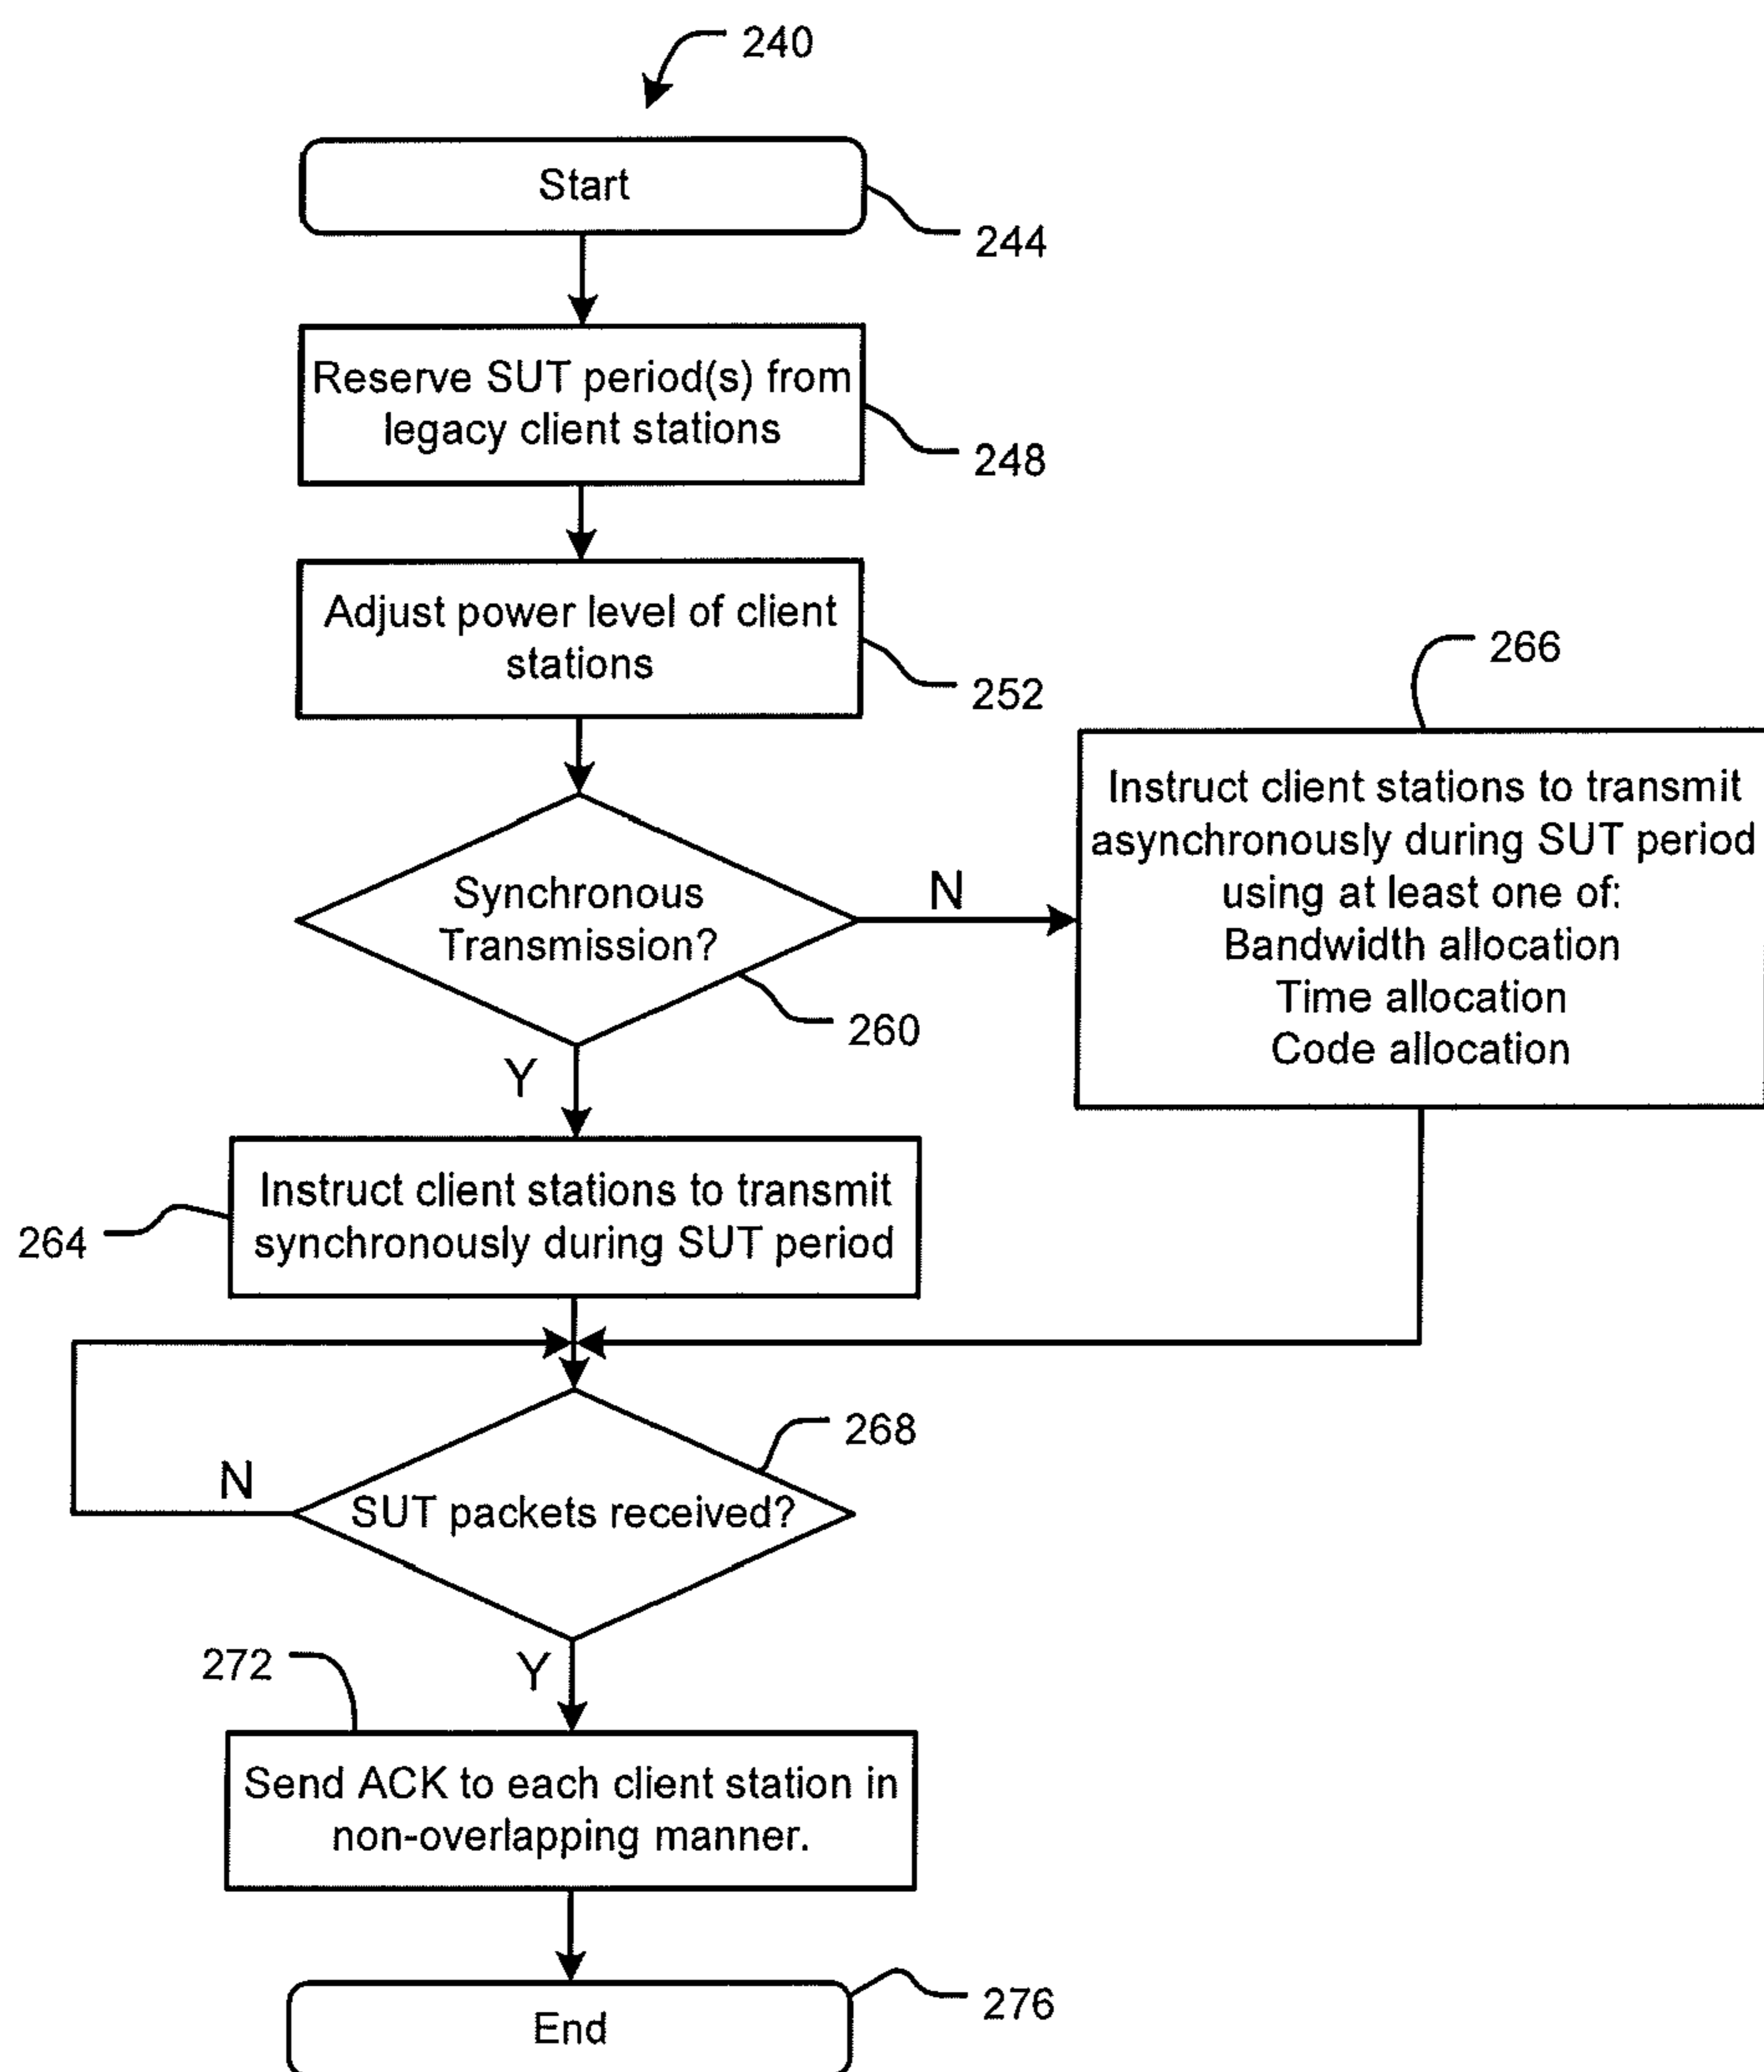 240
Start
244
Reserve SUT period(s) from
legacy client stations
248
Adjust power level of client
stations
252
266
Instruct client stations to transmit
asynchronously during SUT period
using at least one of:
Bandwidth allocation
Time allocation
Code allocation
Synchronous
Transmission?
N
260
Y
Instruct client stations to transmit
synchronously during SUT period
264
268
N
SUT packets received?
Y
272
Send ACK to each client station in
non-overlapping manner.
End
276